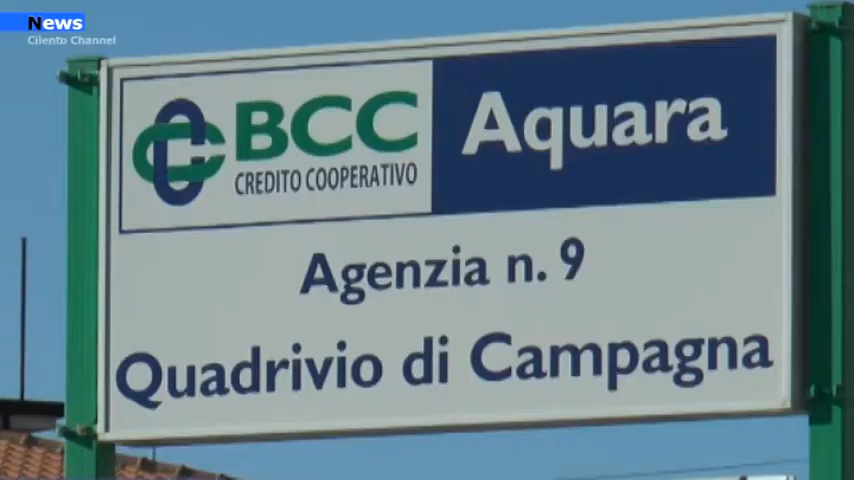 News
Cilento Channel
BCC
CREDITO COOPERATIVO
Aquara
Agenzia n. 9
Quadrivio di Campagna